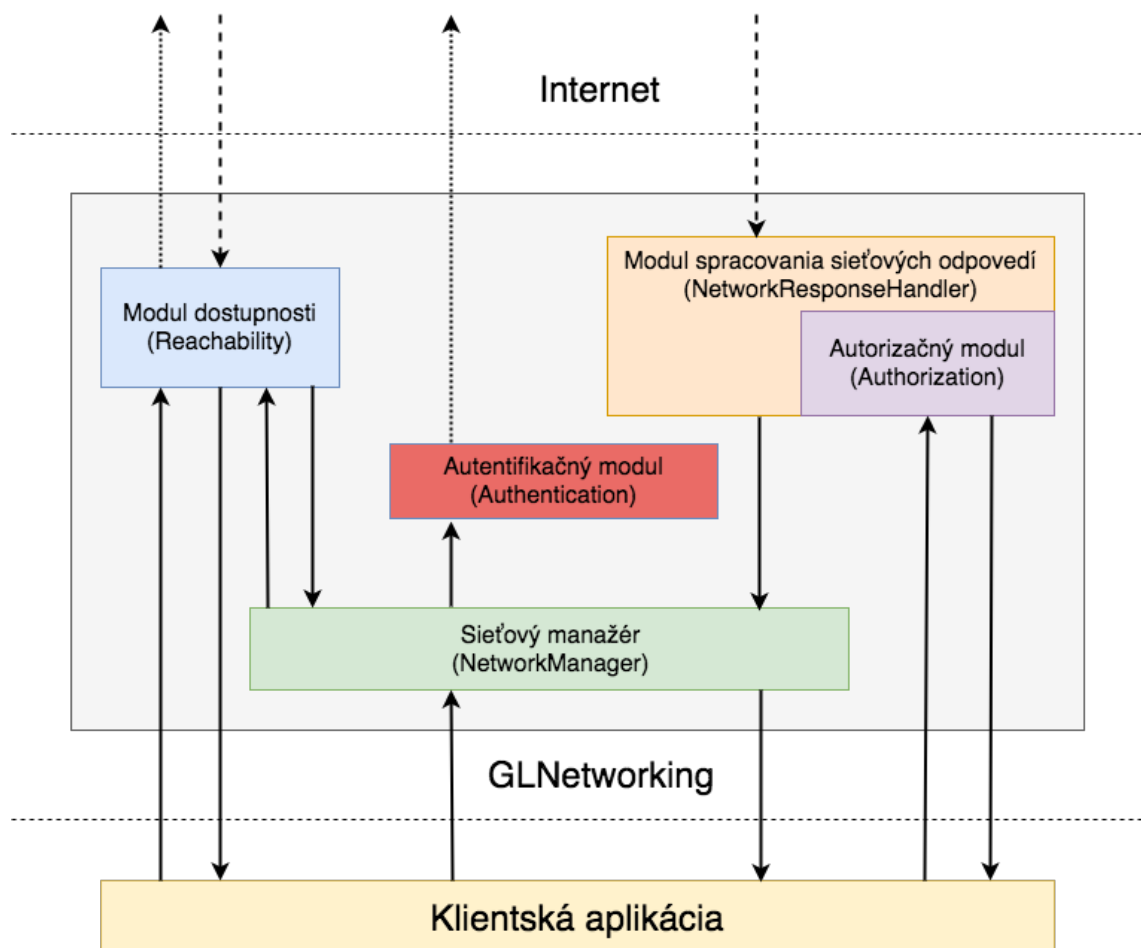 Internet
Modul spracovania sieťových odpovedí
(NetworkResponseHandler)
Modul dostupnosti
(Reachability)
Autorizačný modul
(Authorization)
Autentifikačný modul
(Authentication)
Sieťový manažér
(NetworkManager)
GLNetworking
Klientská aplikácia